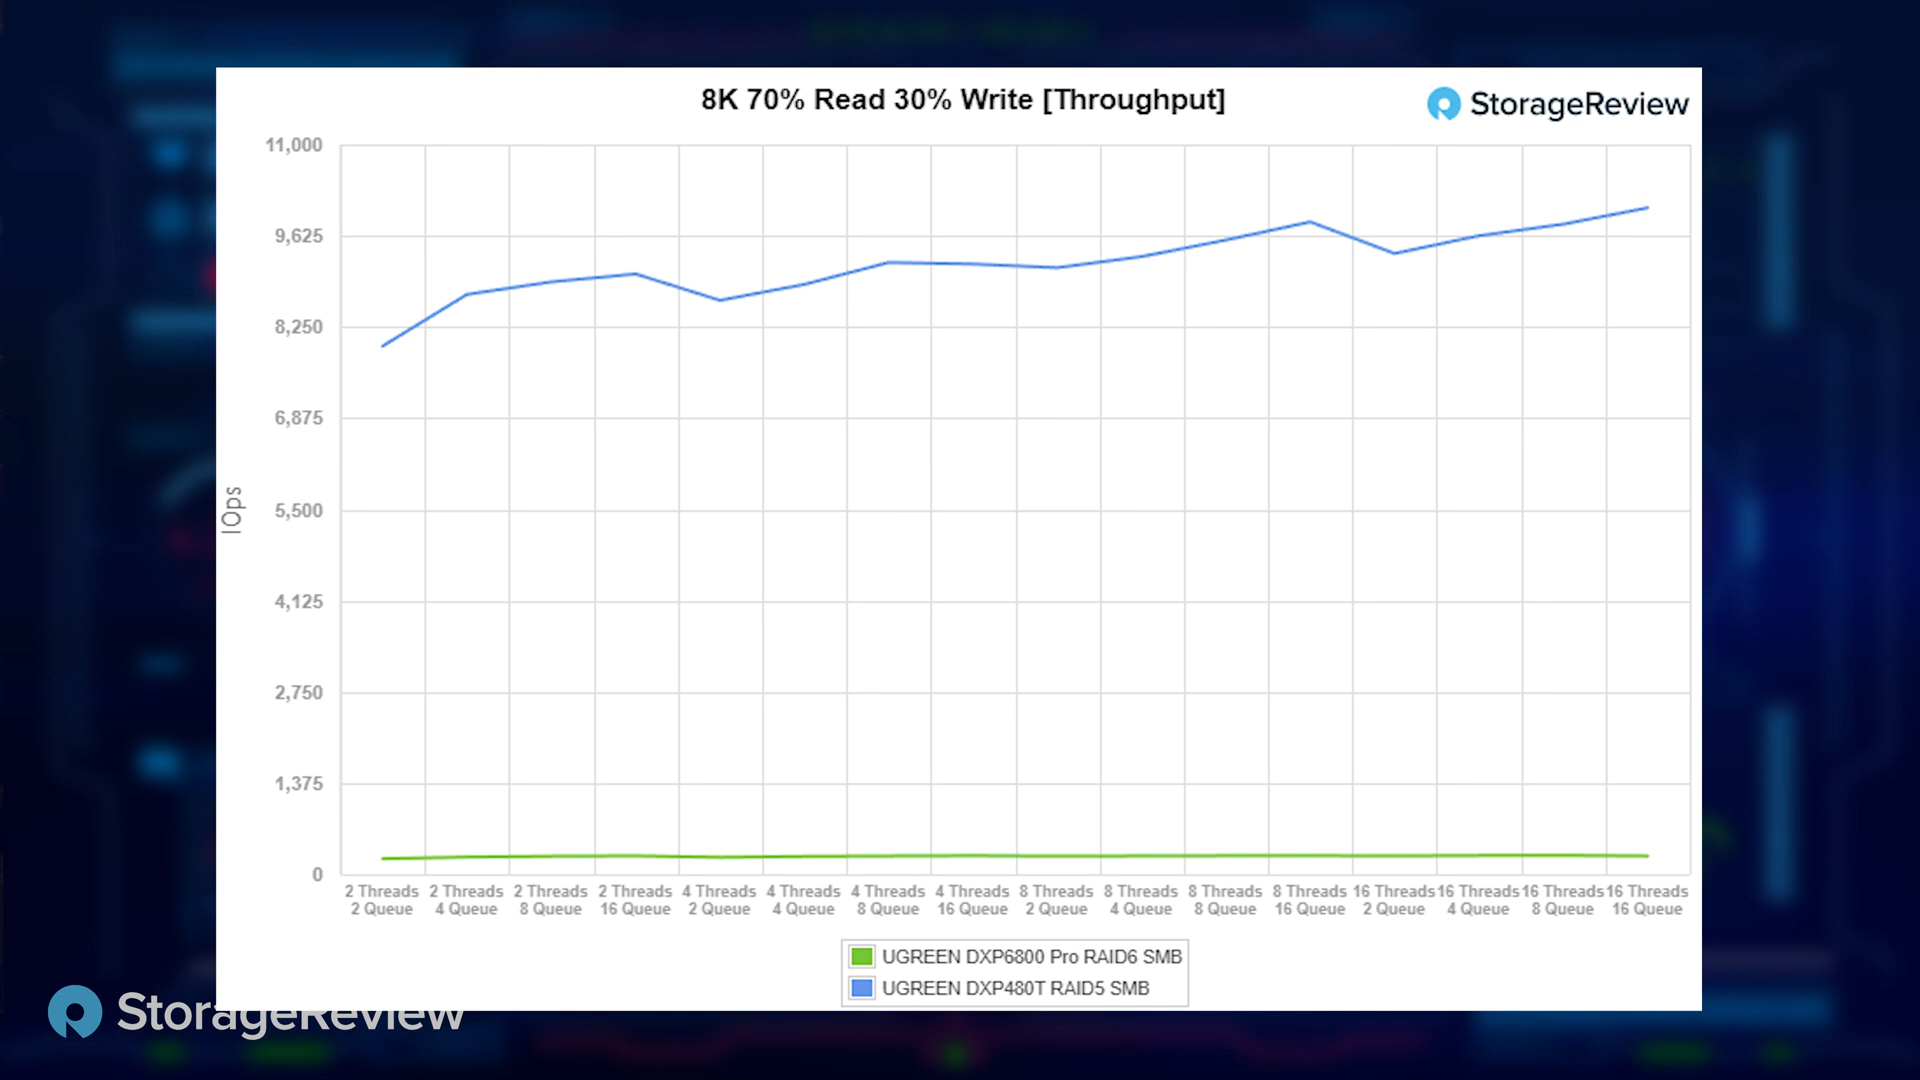 8K 70% Read 30% Write [Throughput]
StorageReview
11,000
9,625
8,250
6,875
5,500
4,125
2,750
1,375
0
IOps
2 Threads 2 Threads 2 Threads 2 Threads 4 Threads 4 Threads 4 Threads 4 Threads 8 Threads 8 Threads 8 Threads 8 Threads 16 Threads 16 Threads 16 Threads 16 Threads
2 Queue 4 Queue 8 Queue 16 Queue 2 Queue 4 Queue 8 Queue 16 Queue 2 Queue 4 Queue 8 Queue 16 Queue 2 Queue 4 Queue 8 Queue 16 Queue
UGREEN DXP6800 Pro RAID6 SMB
UGREEN DXP480T RAID5 SMB
StorageReview